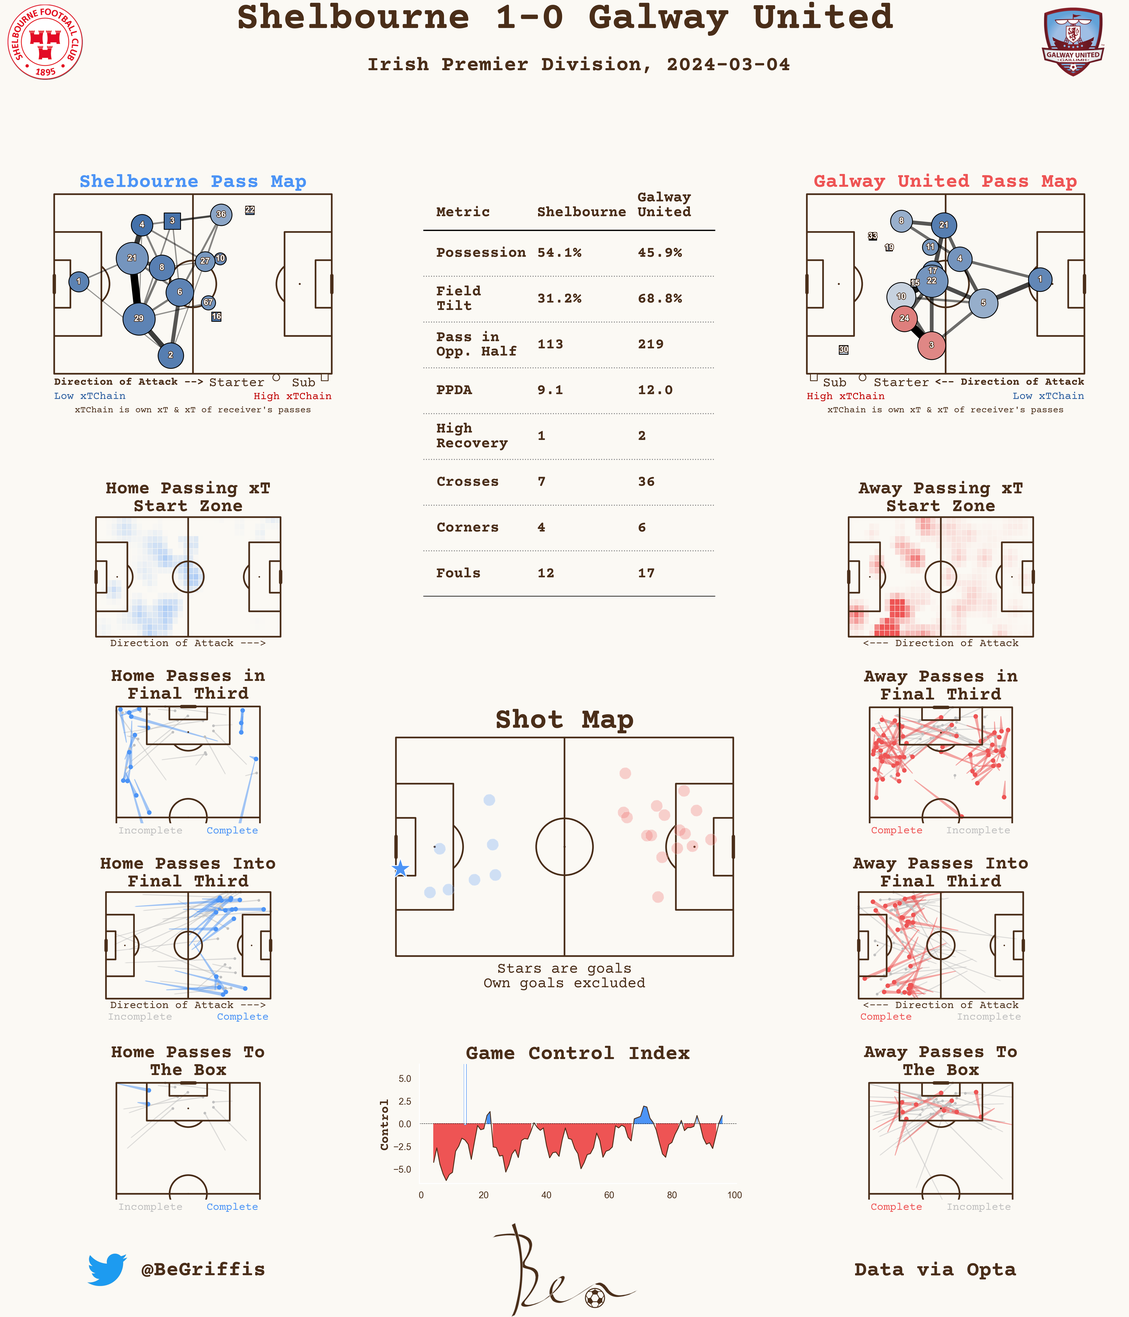 Shelbourne 1-0 Galway United
Irish Premier Division, 2024-03-04
SHELBOURNE FOOTBALL CLUB
1895
GALWAY UNITED
Shelbourne Pass Map
4
3
36
22
21
8
27
10
1
6
67
16
29
2
Direction of Attack --> Starter Sub
Low xTChain High xTChain
xTChain is own xT & xT of receiver's passes
Metric Shelbourne Galway United
Possession 54.1% 45.9%
Field Tilt 31.2% 68.8%
Pass in Opp. Half 113 219
PPDA 9.1 12.0
High Recovery 1 2
Crosses 7 36
Corners 4 6
Fouls 12 17
Galway United Pass Map
8
21
33
19
11
4
17
15
22
1
10
5
24
3
30
Sub Starter <-- Direction of Attack
High xTChain Low xTChain
xTChain is own xT & xT of receiver's passes
Home Passing xT
Start Zone
Direction of Attack --->
Away Passing xT
Start Zone
<--- Direction of Attack
Home Passes in
Final Third
Incomplete Complete
Shot Map
Stars are goals
Own goals excluded
Away Passes in
Final Third
Complete Incomplete
Home Passes Into
Final Third
Direction of Attack --->
Incomplete Complete
Away Passes Into
Final Third
<--- Direction of Attack
Complete Incomplete
Home Passes To
The Box
Incomplete Complete
Game Control Index
Control
5.0
2.5
0.0
−2.5
−5.0
0 20 40 60 80 100
Away Passes To
The Box
Complete Incomplete
@BeGriffis
Ben
Data via Opta